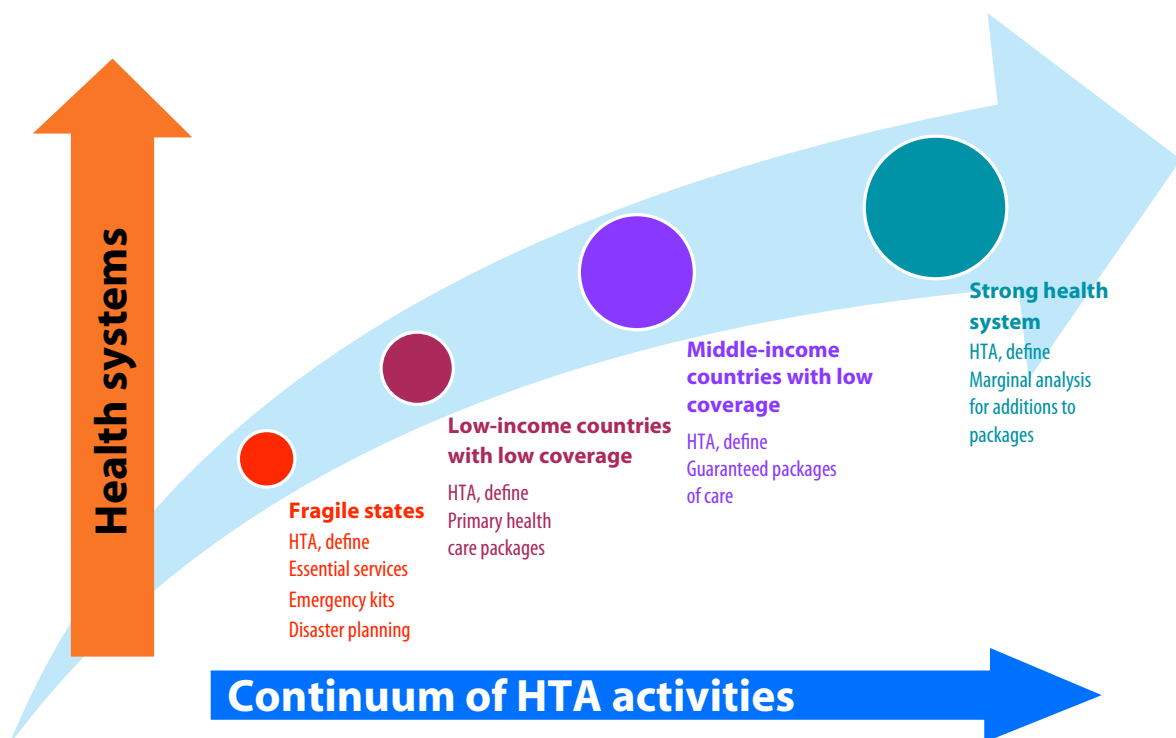 Health systems
Fragile states
HTA, define
Essential services
Emergency kits
Disaster planning
Low-income countries
with low coverage
HTA, define
Primary health
care packages
Middle-income
countries with low
coverage
HTA, define
Guaranteed packages
of care
Strong health
system
HTA, define
Marginal analysis
for additions to
packages
Continuum of HTA activities